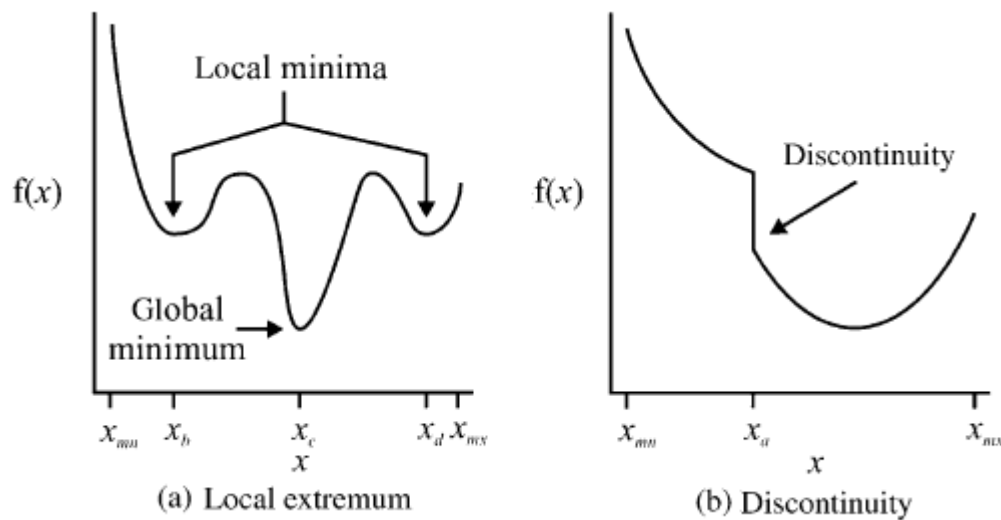 Local minima
f(x)
Global
minimum
x_mn x_b x_c x_d x_mx
x
(a) Local extremum
Discontinuity
f(x)
x_mn x_a x_mx
x
(b) Discontinuity